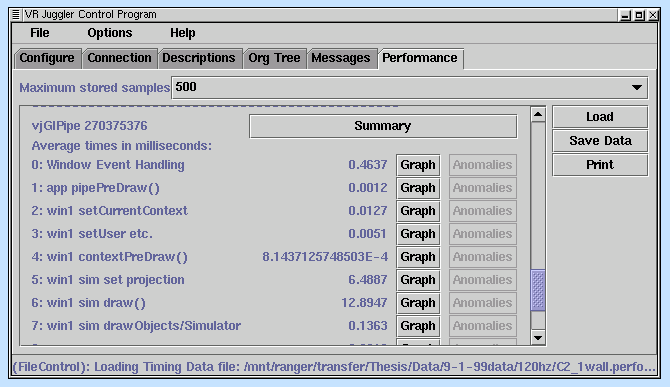 VR Juggler Control Program
File Options Help
Configure Connection Descriptions Org Tree Messages Performance
Maximum stored samples 500
Load
vjGlPipe 270375376 Summary
Save Data
Average times in milliseconds:
Print
0: Window Event Handling 0.4637 Graph Anomalies
1: app pipePreDraw() 0.0012 Graph Anomalies
2: win1 setCurrentContext 0.0127 Graph Anomalies
3: win1 setUser etc. 0.0051 Graph Anomalies
4: win1 contextPreDraw() 8.1437125748503E-4 Graph Anomalies
5: win1 sim set projection 6.4887 Graph Anomalies
6: win1 sim draw() 12.8947 Graph Anomalies
7: win1 sim drawObjects/Simulator 0.1363 Graph Anomalies
(FileControl): Loading Timing Data file: /mnt/ranger/transfer/Thesis/Data/9-1-99data/120hz/C2_1wall.perfo...